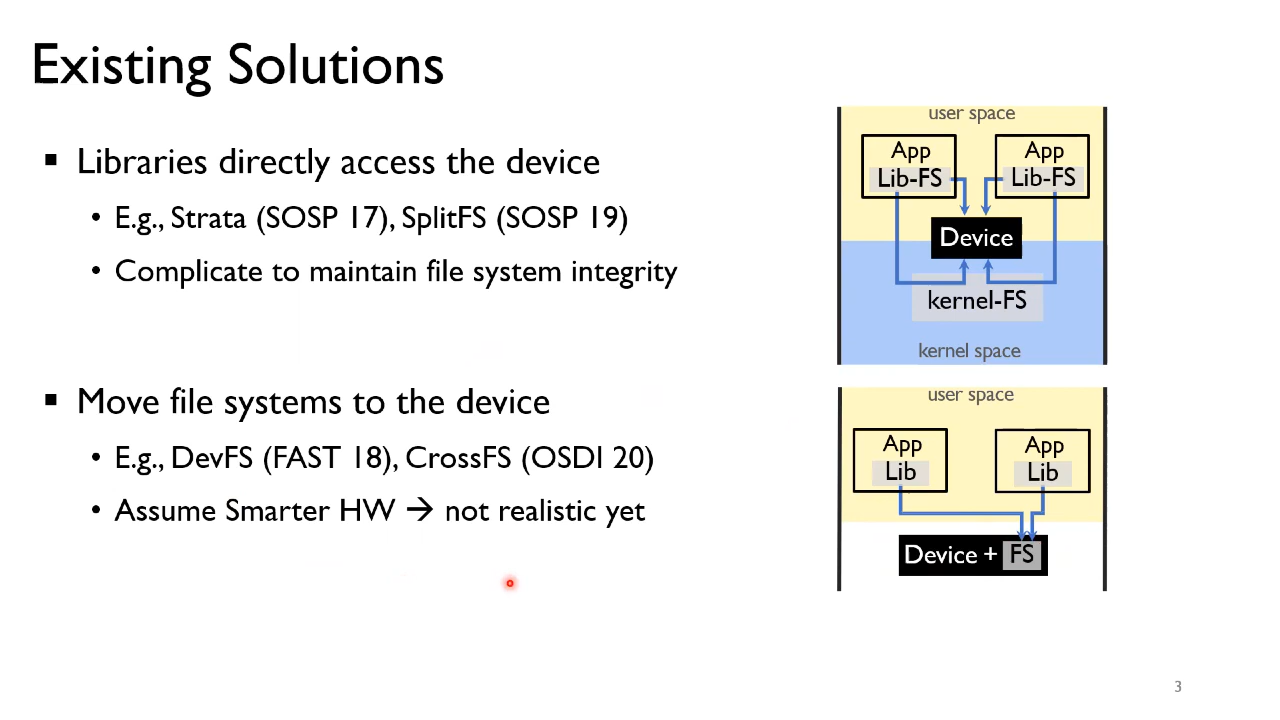 Existing Solutions
▪ Libraries directly access the device
• E.g., Strata (SOSP 17), SplitFS (SOSP 19)
• Complicate to maintain file system integrity
▪ Move file systems to the device
• E.g., DevFS (FAST 18), CrossFS (OSDI 20)
• Assume Smarter HW → not realistic yet
user space
App
Lib-FS
App
Lib-FS
Device
kernel-FS
kernel space
user space
App
Lib
App
Lib
Device + FS
3